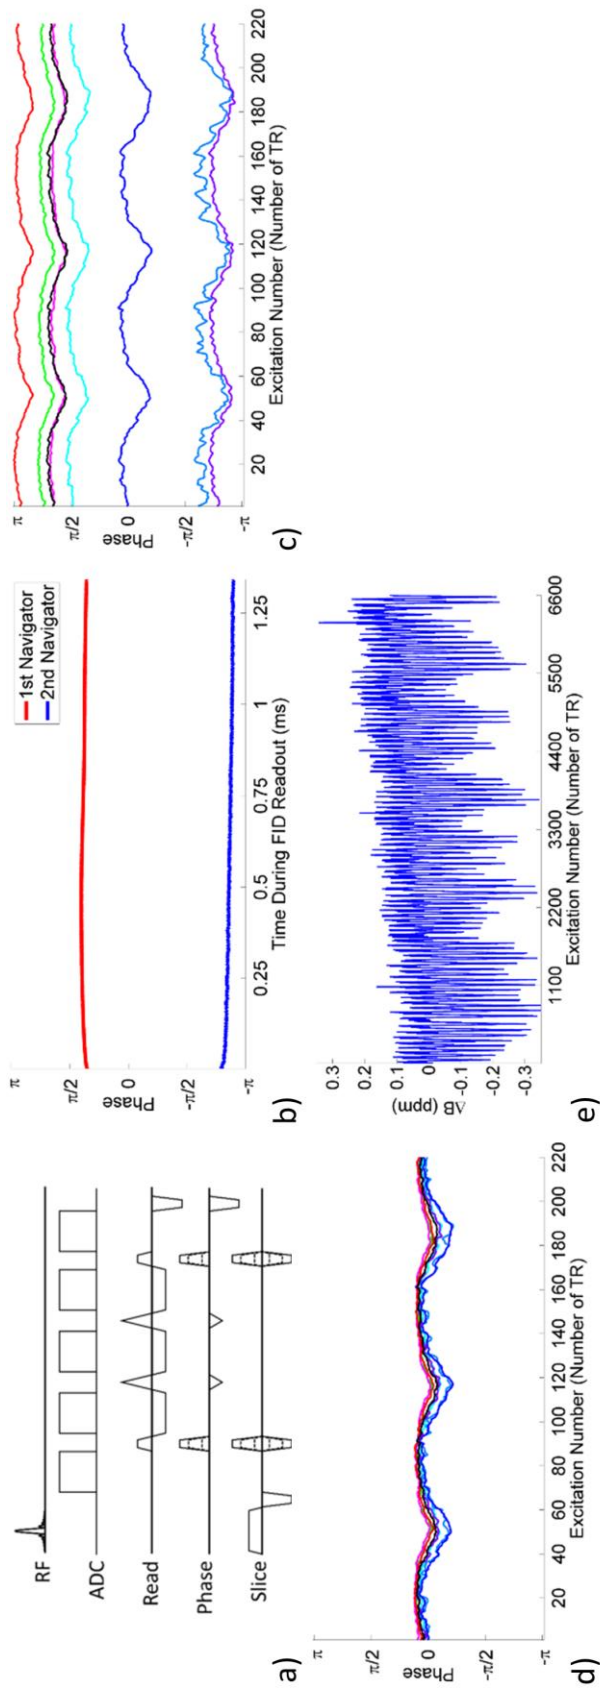 RF
ADC
Read
Phase
Slice
a)
π
π/2
0
-π/2
-π
Phase
1st Navigator
2nd Navigator
0.25
0.5
0.75
1
1.25
Time During FID Readout (ms)
b)
π
π/2
0
-π/2
-π
Phase
20
40
60
80
100
120
140
160
180
200
220
Excitation Number (Number of TR)
c)
π
π/2
0
-π/2
-π
Phase
20
40
60
80
100
120
140
160
180
200
220
Excitation Number (Number of TR)
d)
0.3
0.2
0.1
0
-0.1
-0.2
-0.3
ΔB (ppm)
1100
2200
3300
4400
5500
6600
Excitation Number (Number of TR)
e)